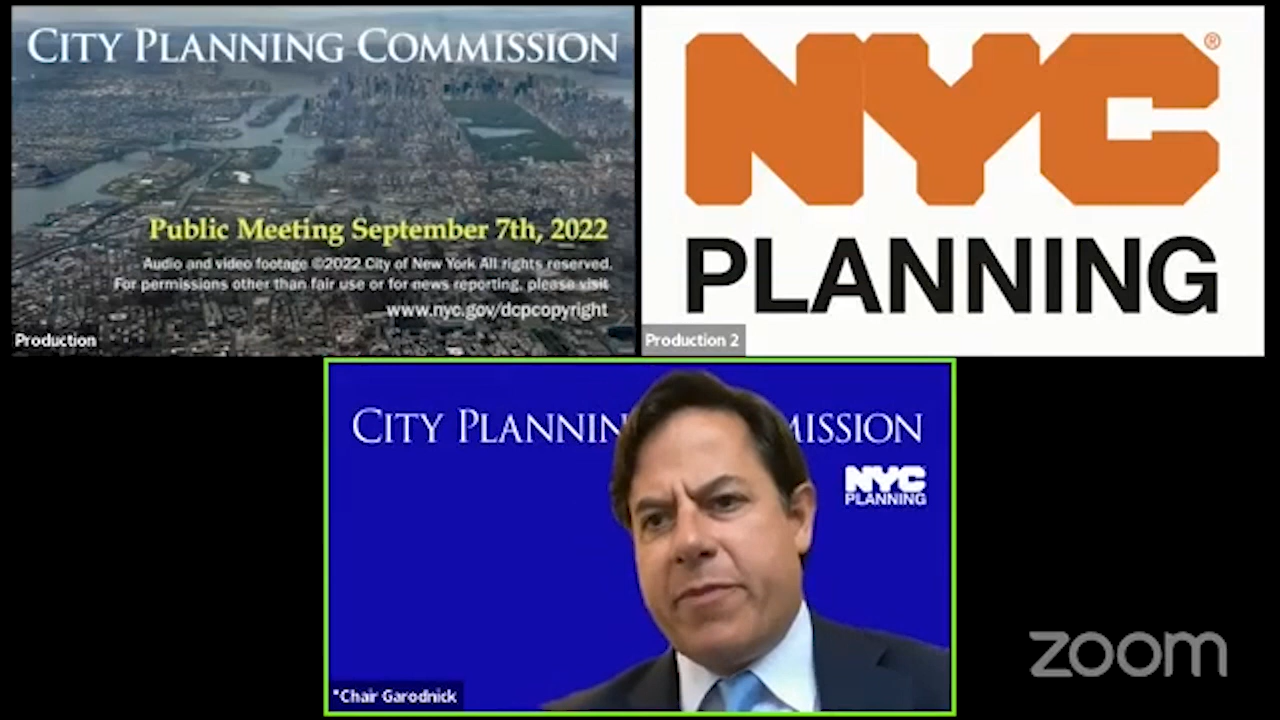 CITY PLANNING COMMISSION
Public Meeting September 7th, 2022
Audio and video footage ©2022 City of New York All rights reserved.
For permissions other than fair use or for news reporting, please visit
www.nyc.gov/dcpcopyright
Production
NYC®
PLANNING
Production 2
CITY PLANNIN MISSION
NYC
PLANNING
*Chair Garodnick
zoom